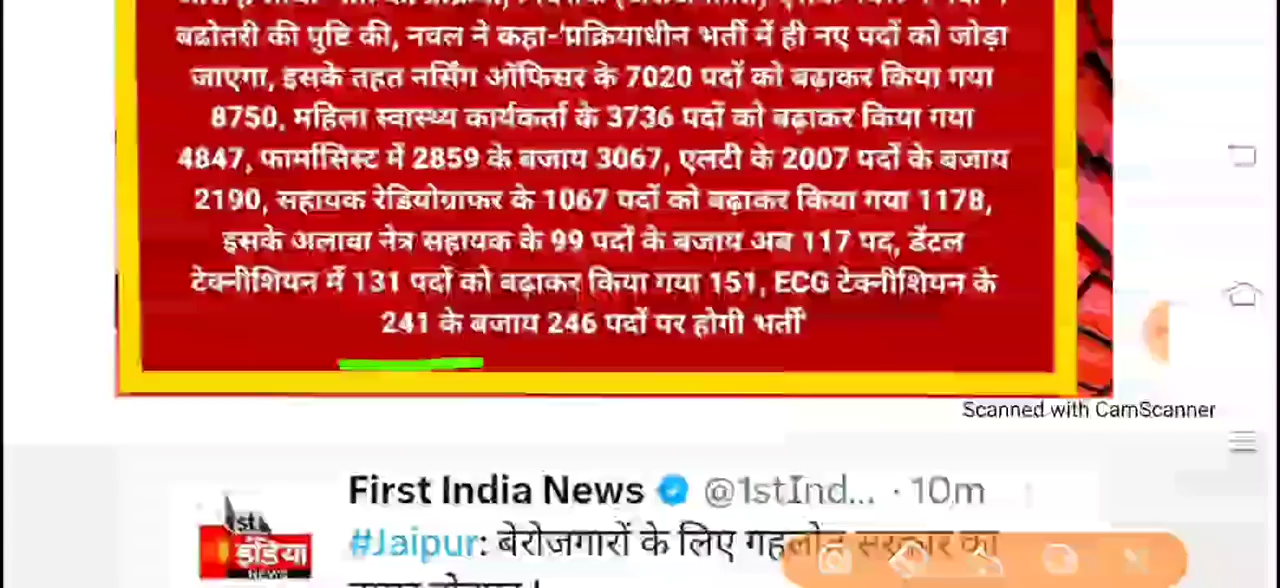 बढोतरी की पुष्टि की, नवल ने कहा-'प्रक्रियाधीन भर्ती में ही नए पदों को जोड़ा
जाएगा, इसके तहत नर्सिंग ऑफिसर के 7020 पदों को बढ़ाकर किया गया
8750, महिला स्वास्थ्य कार्यकर्ता के 3736 पदों को बढ़ाकर किया गया
4847, फार्मासिस्ट में 2859 के बजाय 3067, एलटी के 2007 पदों के बजाय
2190, सहायक रेडियोग्राफर के 1067 पदों को बढ़ाकर किया गया 1178,
इसके अलावा नेत्र सहायक के 99 पदों के बजाय अब 117 पद, डेंटल
टेक्नीशियन में 131 पदों को बढ़ाकर किया गया 151, ECG टेक्नीशियन के
241 के बजाय 246 पदों पर होगी भर्ती'
Scanned with CamScanner
First India News @1stInd... · 10m
1st
इंडिया
NEWS
#Jaipur: बेरोजगारों के लिए गहलोत सरकार का